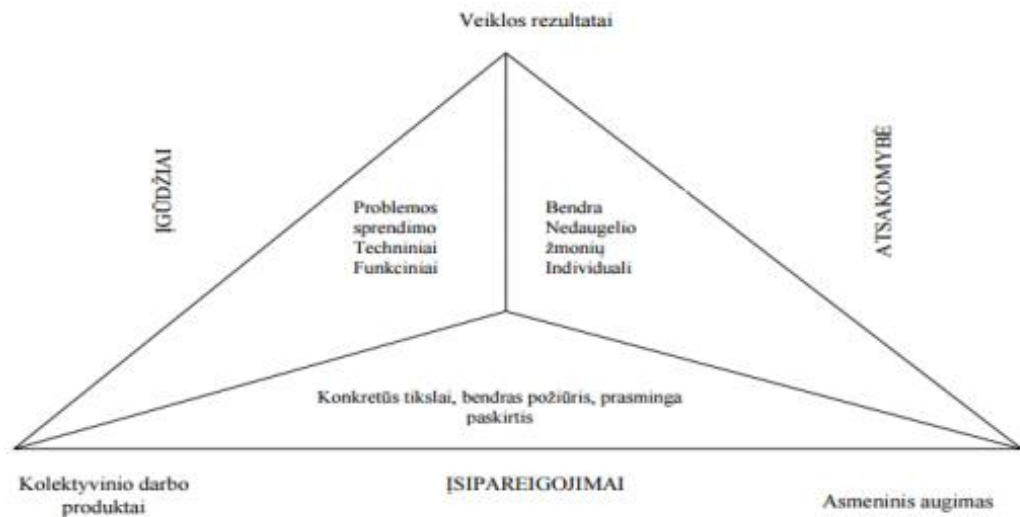 Veiklos rezultatai
ĮGŪDŽIAI
ATSAKOMYBĖ
Problemos
sprendimo
Techniniai
Funkciniai
Bendra
Nedaugelio
žmonių
Individuali
Konkretūs tikslai, bendras požiūris, prasminga
paskirtis
Kolektyvinio darbo
produktai
ĮSIPAREIGOJIMAI
Asmeninis augimas